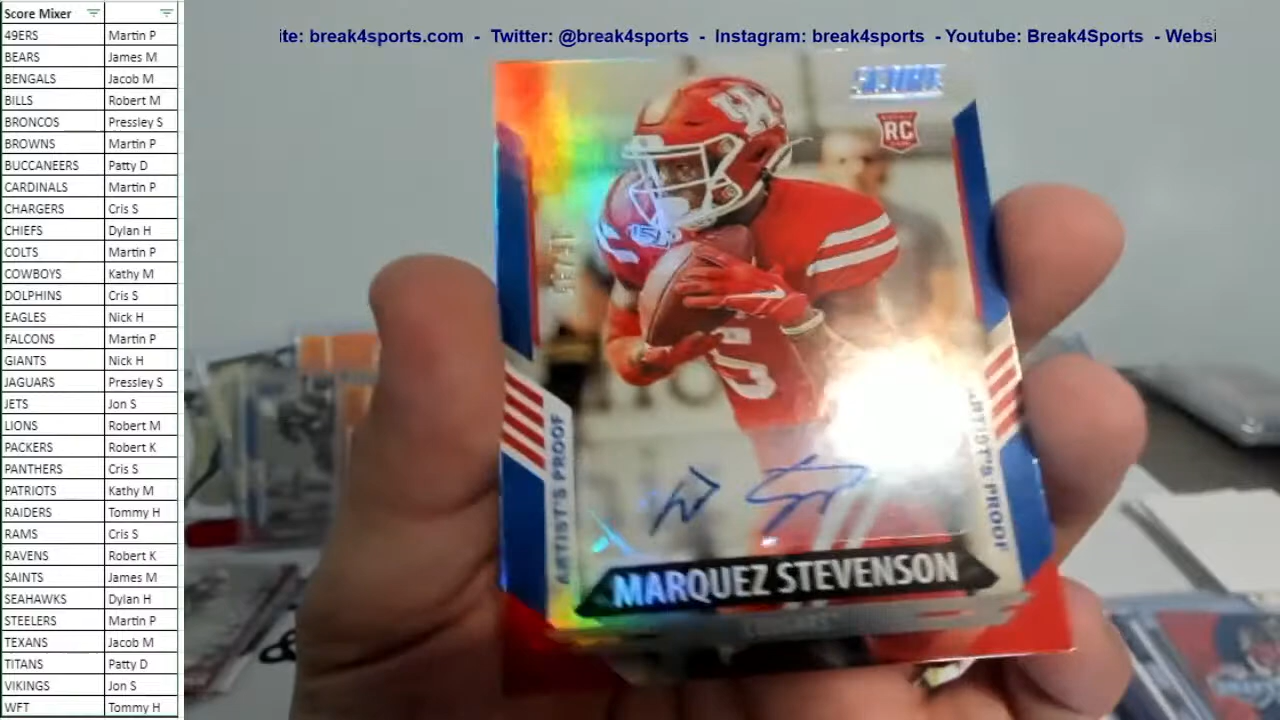 Score Mixer
49ERS Martin P
BEARS James M
BENGALS Jacob M
BILLS Robert M
BRONCOS Pressley S
BROWNS Martin P
BUCCANEERS Patty D
CARDINALS Martin P
CHARGERS Cris S
CHIEFS Dylan H
COLTS Martin P
COWBOYS Kathy M
DOLPHINS Cris S
EAGLES Nick H
FALCONS Martin P
GIANTS Nick H
JAGUARS Pressley S
JETS Jon S
LIONS Robert M
PACKERS Robert K
PANTHERS Cris S
PATRIOTS Kathy M
RAIDERS Tommy H
RAMS Cris S
RAVENS Robert K
SAINTS James M
SEAHAWKS Dylan H
STEELERS Martin P
TEXANS Jacob M
TITANS Patty D
VIKINGS Jon S
WFT Tommy H
ite: break4sports.com - Twitter: @break4sports - Instagram: break4sports - Youtube: Break4Sports - Websi
SCORE
RC
ARTIST'S PROOF
ARTIST'S PROOF
MARQUEZ STEVENSON